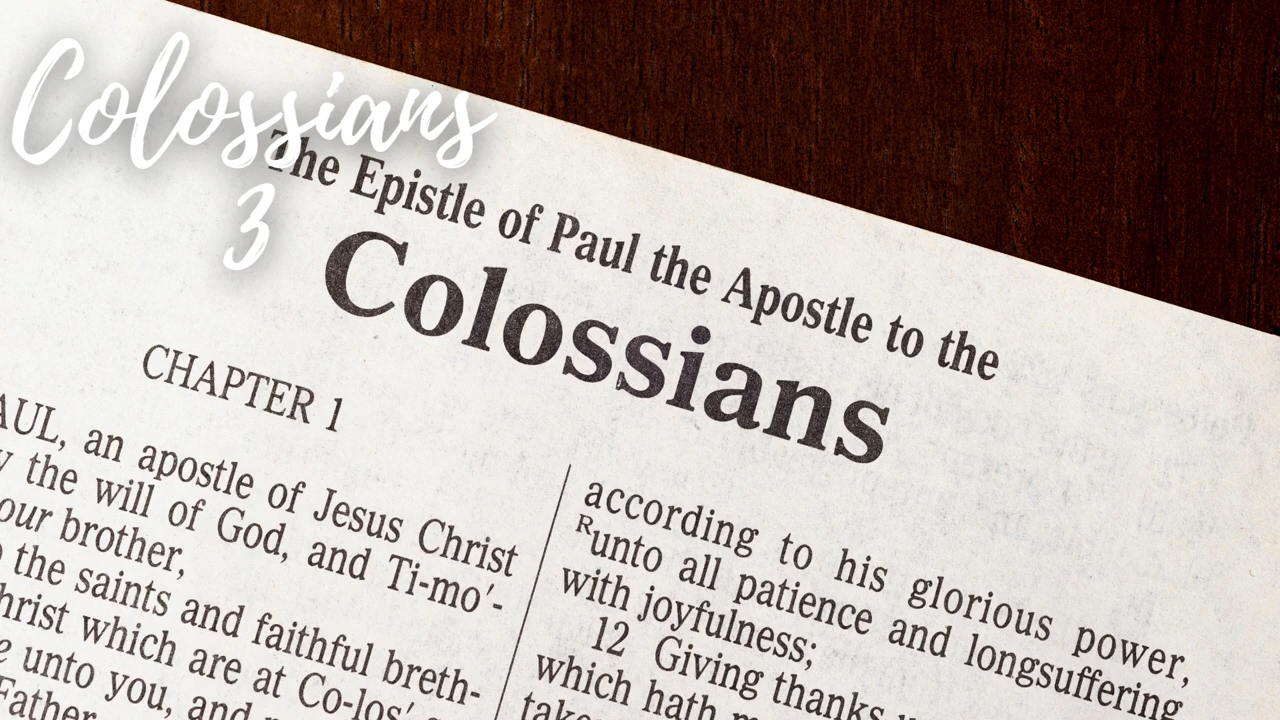 Colossians
3
The Epistle of Paul the Apostle to the
Colossians
CHAPTER 1
AUL, an apostle of Jesus Christ
the will of God, and Ti-mo′-
our brother,
the saints and faithful breth-
hrist which are at Co-los′
unto you, and
Father
according to his glorious power,
R unto all patience and longsuffering
with joyfulness;
12 Giving thanks
which hath
take